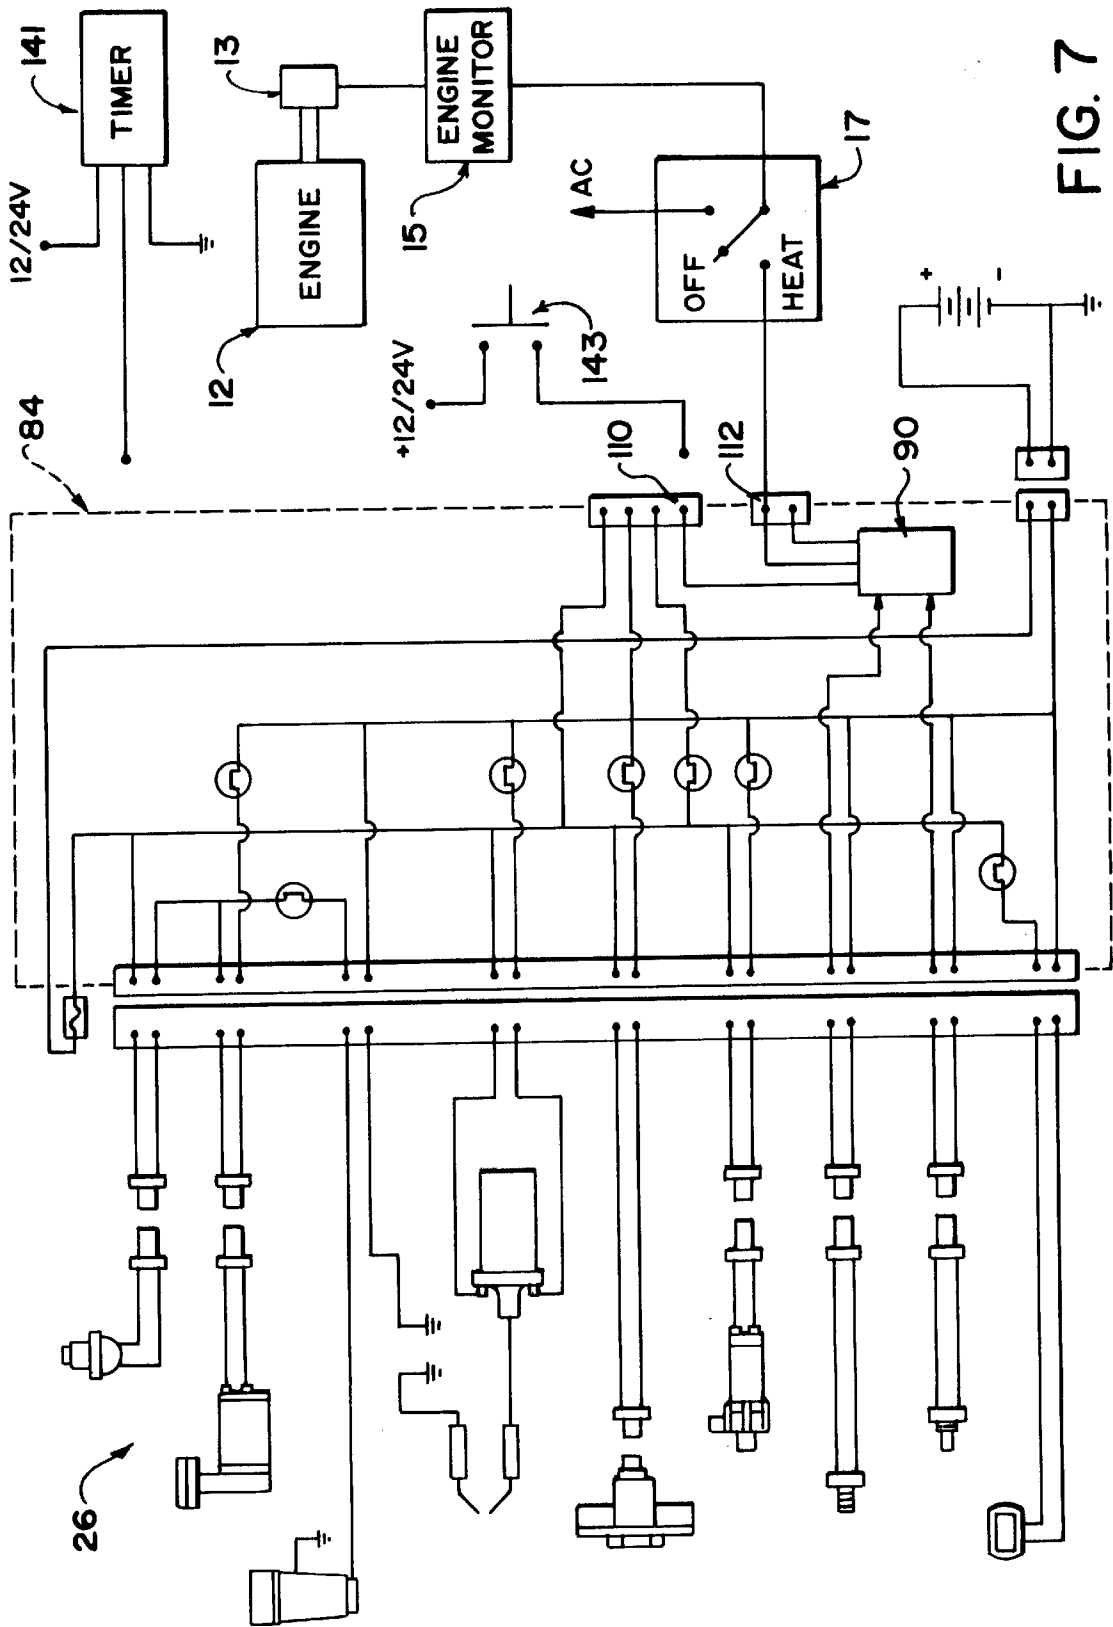 141
TIMER
12/24V
13
ENGINE
12
ENGINE
MONITOR
15
AC
OFF
HEAT
17
+12/24V
143
84
110
112
90
+
-
26
FIG. 7